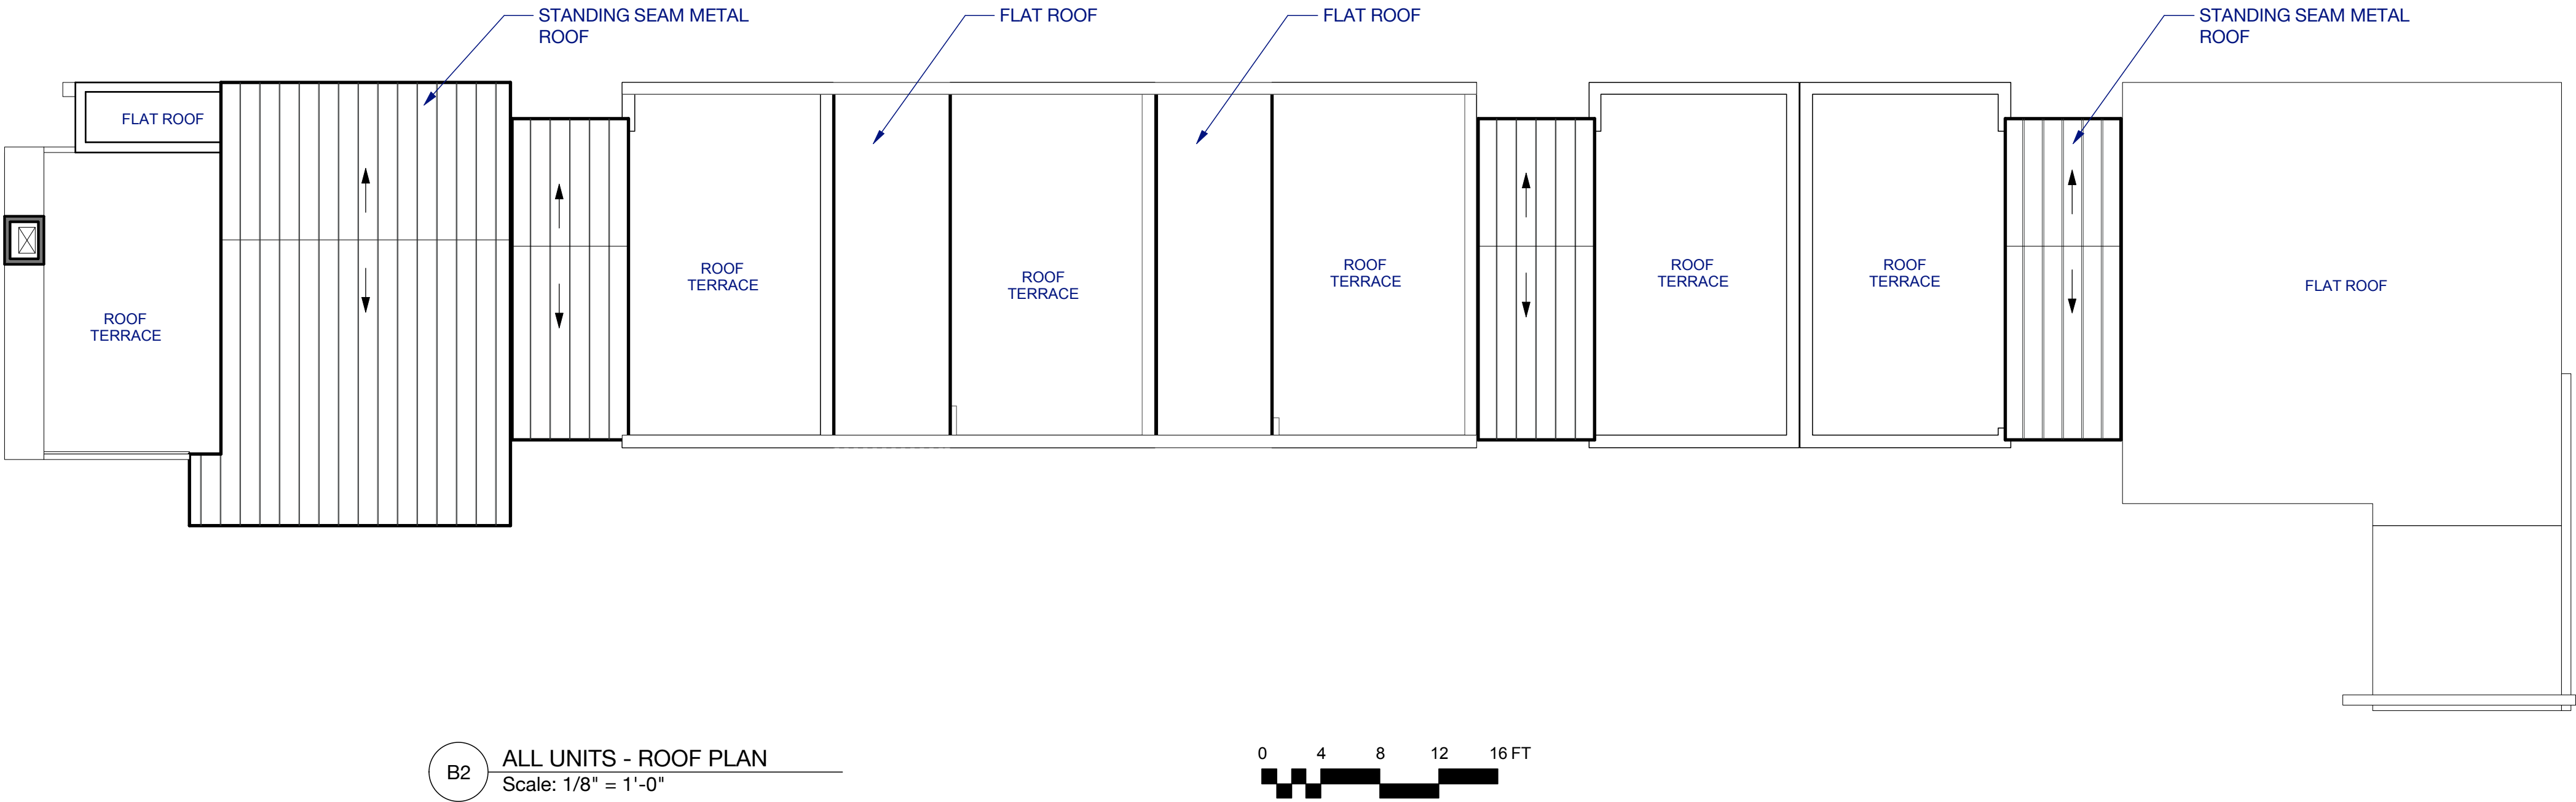 STANDING SEAM METAL
ROOF
FLAT ROOF
FLAT ROOF
STANDING SEAM METAL
ROOF
FLAT ROOF
ROOF
TERRACE
ROOF
TERRACE
ROOF
TERRACE
ROOF
TERRACE
ROOF
TERRACE
ROOF
TERRACE
FLAT ROOF
B2
ALL UNITS - ROOF PLAN
Scale: 1/8" = 1'-0"
0 4 8 12 16 FT